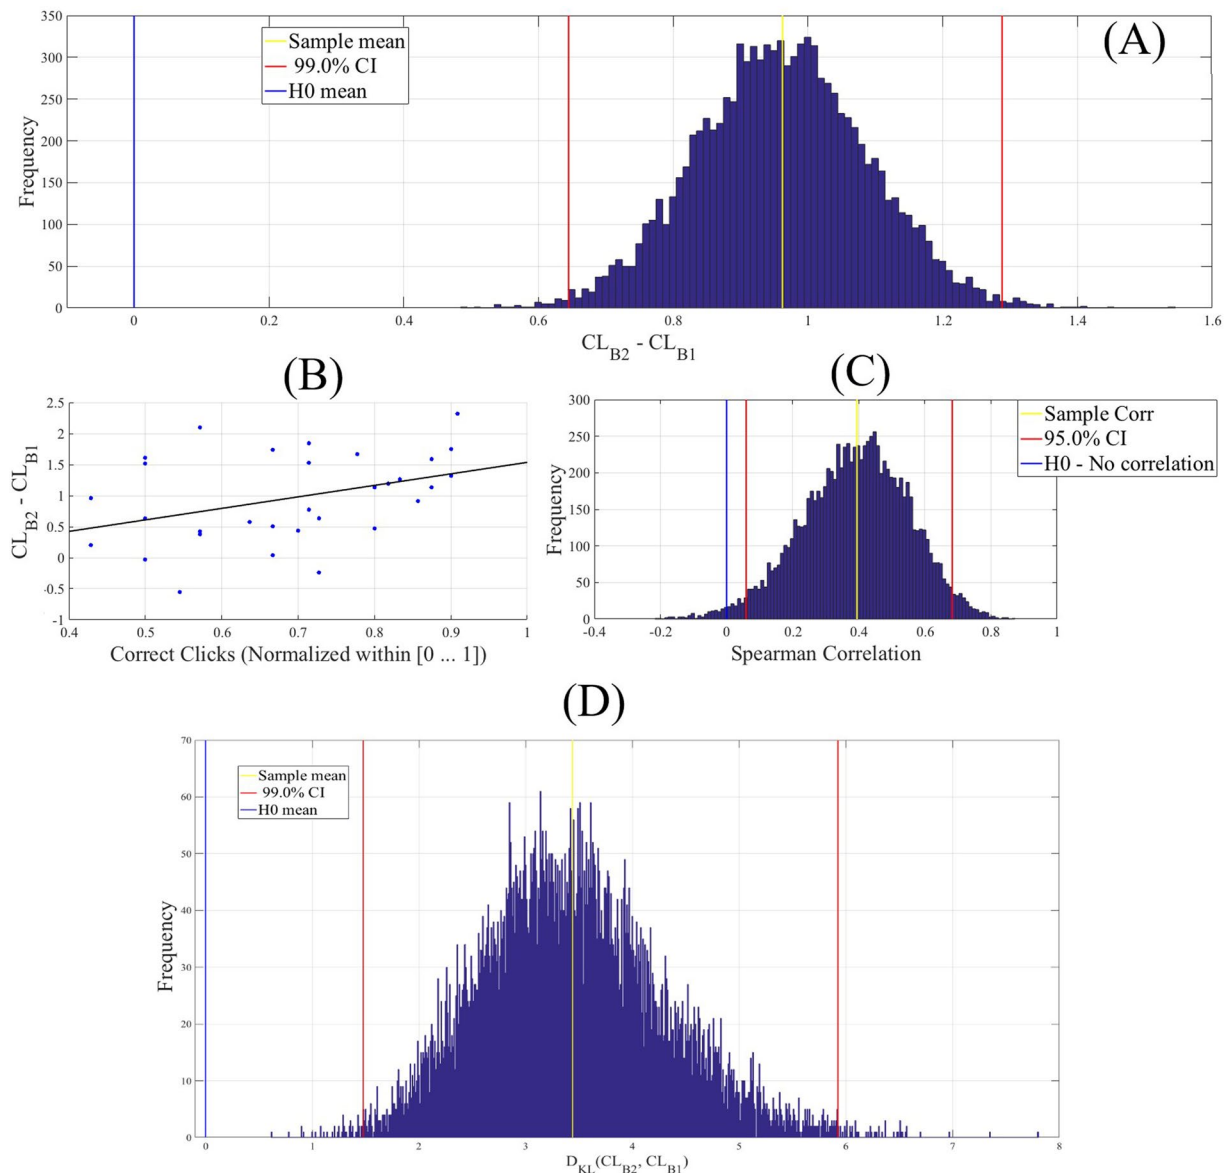 (A)
350
300
250
200
150
100
50
0
Frequency
Sample mean
99.0% CI
H0 mean
0 0.2 0.4 0.6 0.8 1 1.2 1.4 1.6
CL_B2 - CL_B1
(B)
2.5
2
1.5
1
0.5
0
-0.5
-1
CL_B2 - CL_B1
0.4 0.5 0.6 0.7 0.8 0.9 1
Correct Clicks (Normalized within [0 ... 1])
(C)
300
250
200
150
100
50
0
Frequency
Sample Corr
95.0% CI
H0 - No correlation
-0.4 -0.2 0 0.2 0.4 0.6 0.8 1
Spearman Correlation
(D)
70
60
50
40
30
20
10
0
Frequency
Sample mean
99.0% CI
H0 mean
0 1 2 3 4 5 6 7 8
D_KL(CL_B2, CL_B1)